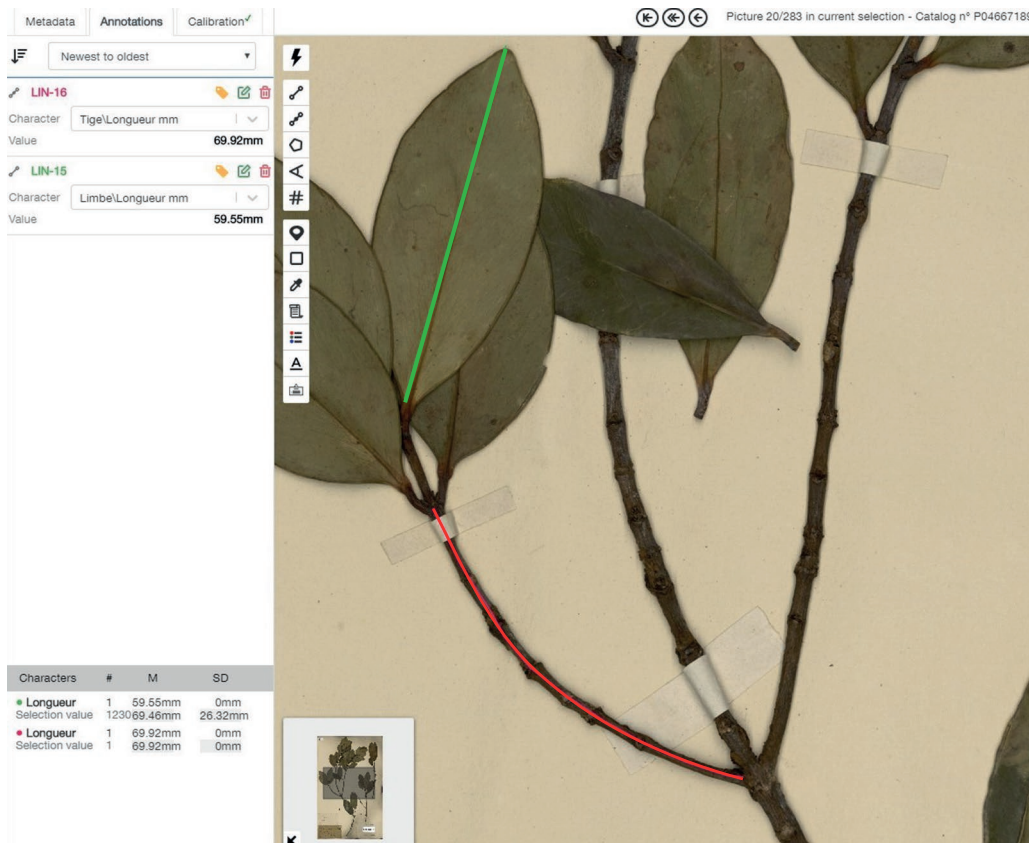 Metadata Annotations Calibration✓
Picture 20/283 in current selection - Catalog n° P04667189
Newest to oldest
LIN-16
Character Tige\Longueur mm
Value 69.92mm
LIN-15
Character Limbe\Longueur mm
Value 59.55mm
Characters # M SD
Longueur 1 59.55mm 0mm
Selection value 1230 69.46mm 26.32mm
Longueur 1 69.92mm 0mm
Selection value 1 69.92mm 0mm